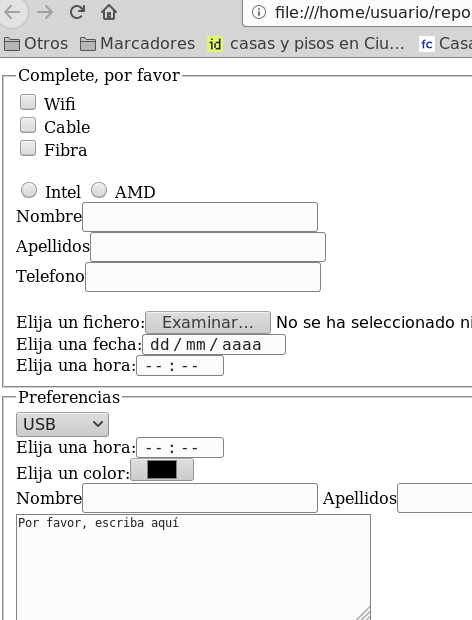 file:///home/usuario/repo
Otros Marcadores id casas y pisos en Ciu... fc Casa
Complete, por favor
Wifi
Cable
Fibra
Intel AMD
Nombre
Apellidos
Telefono
Elija un fichero: Examinar... No se ha seleccionado ni
Elija una fecha: dd/mm/aaaa
Elija una hora: --:--
Preferencias
USB
Elija una hora: --:--
Elija un color:
Nombre Apellidos
Por favor, escriba aquí